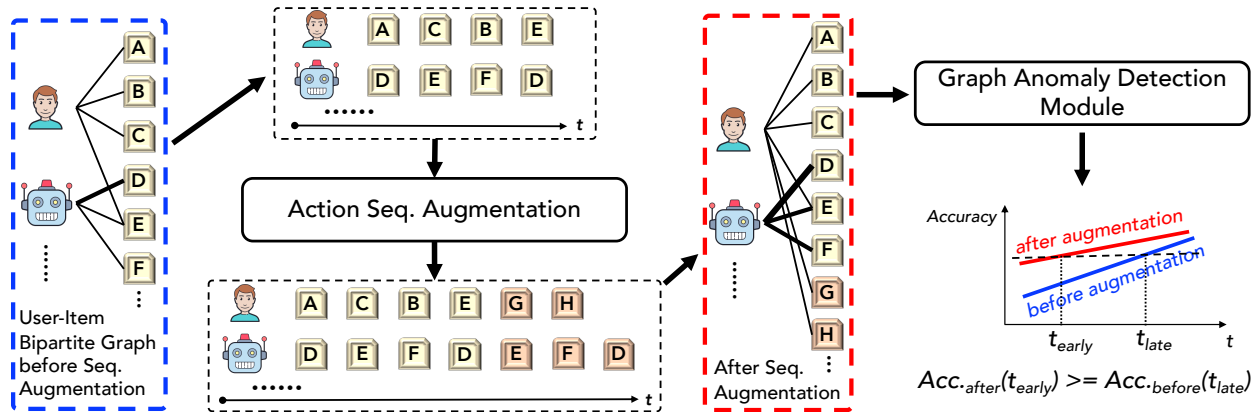 A
B
C
D
E
F
User-Item
Bipartite Graph
before Seq.
Augmentation
A C B E
D E F D
......
t
Action Seq. Augmentation
A C B E G H
D E F D E F D
......
t
A
B
C
D
E
F
G
H
After Seq.
Augmentation
Graph Anomaly Detection
Module
Accuracy
after augmentation
before augmentation
t_early t_late t
Acc._after(t_early) >= Acc._before(t_late)